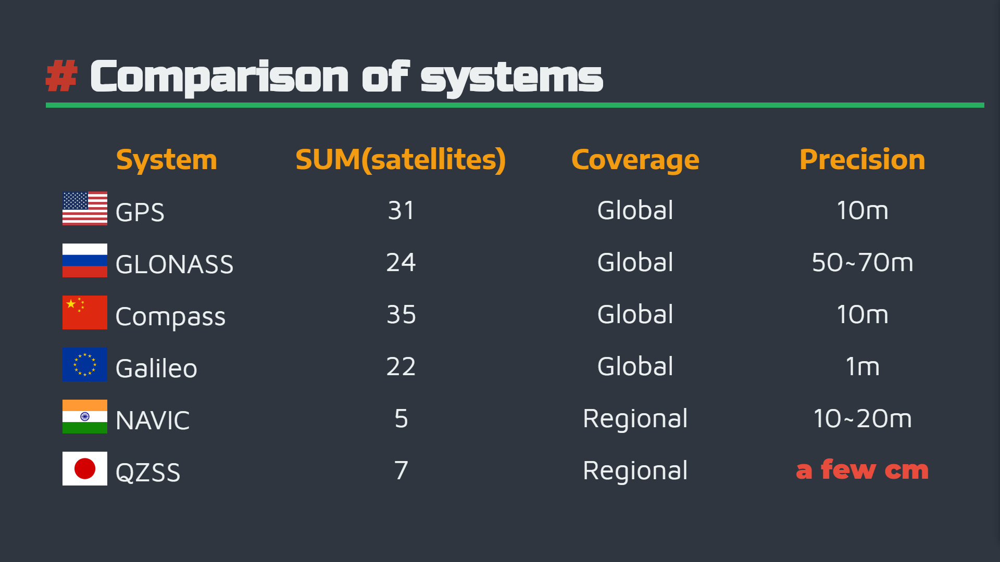 # Comparison of systems
System SUM(satellites) Coverage Precision
GPS 31 Global 10m
GLONASS 24 Global 50~70m
Compass 35 Global 10m
Galileo 22 Global 1m
NAVIC 5 Regional 10~20m
QZSS 7 Regional a few cm